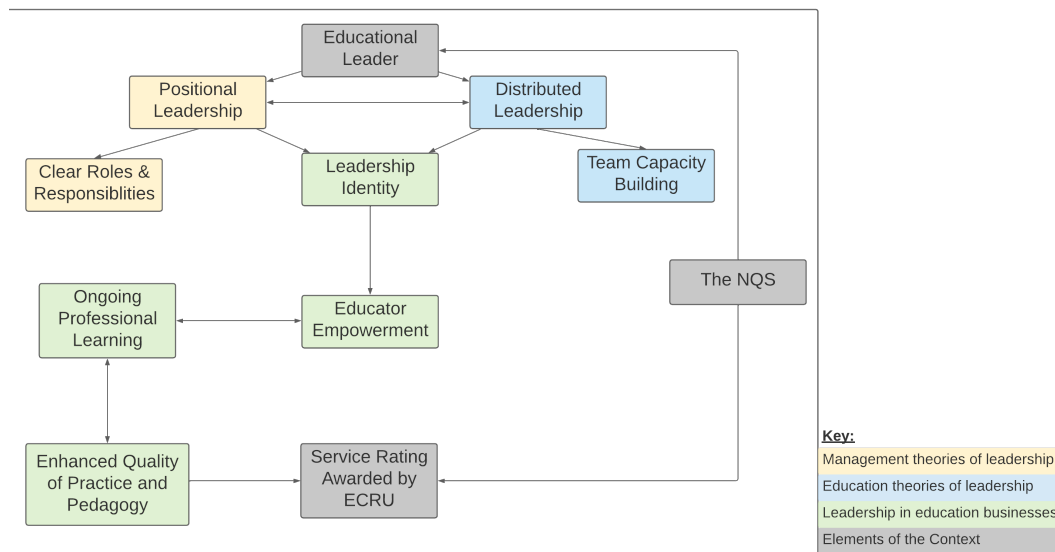 Educational
Leader
Positional
Leadership
Distributed
Leadership
Clear Roles &
Responsiblities
Leadership
Identity
Team Capacity
Building
The NQS
Ongoing
Professional
Learning
Educator
Empowerment
Enhanced Quality
of Practice and
Pedagogy
Service Rating
Awarded by
ECRU
Key:
Management theories of leadership
Education theories of leadership
Leadership in education businesses
Elements of the Context